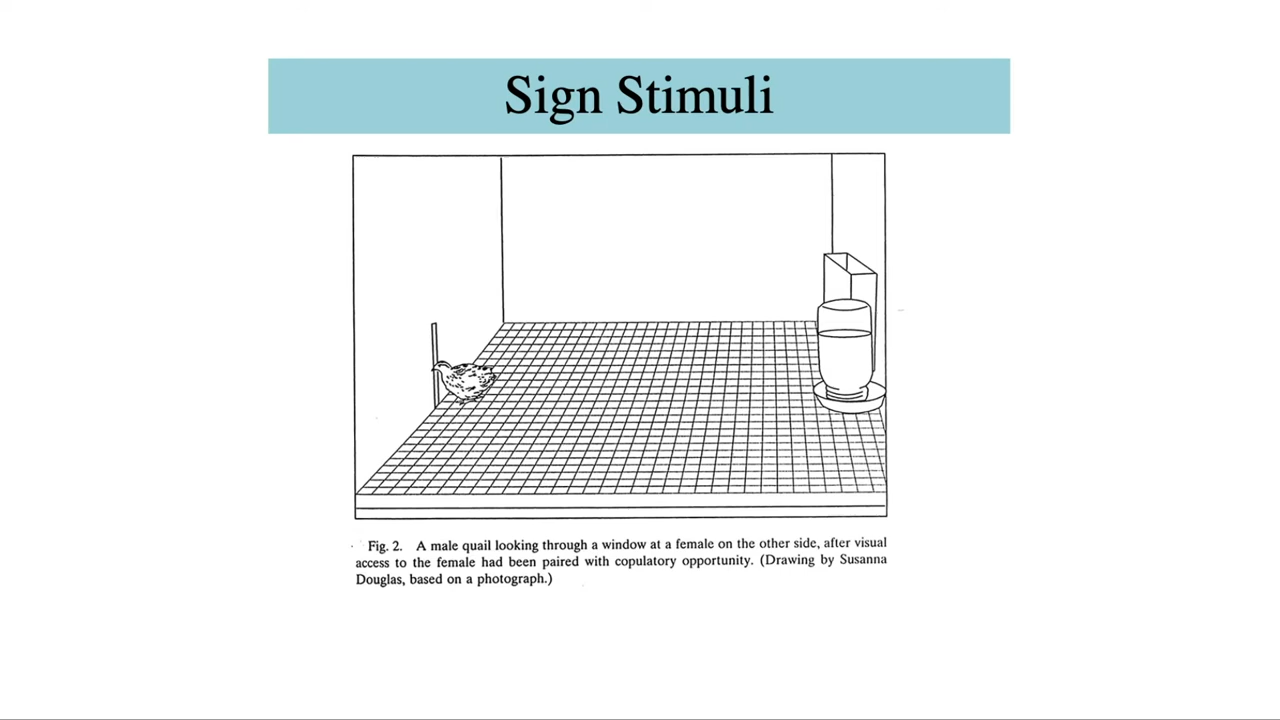 Sign Stimuli
Fig. 2. A male quail looking through a window at a female on the other side, after visual
access to the female had been paired with copulatory opportunity. (Drawing by Susanna
Douglas, based on a photograph.)